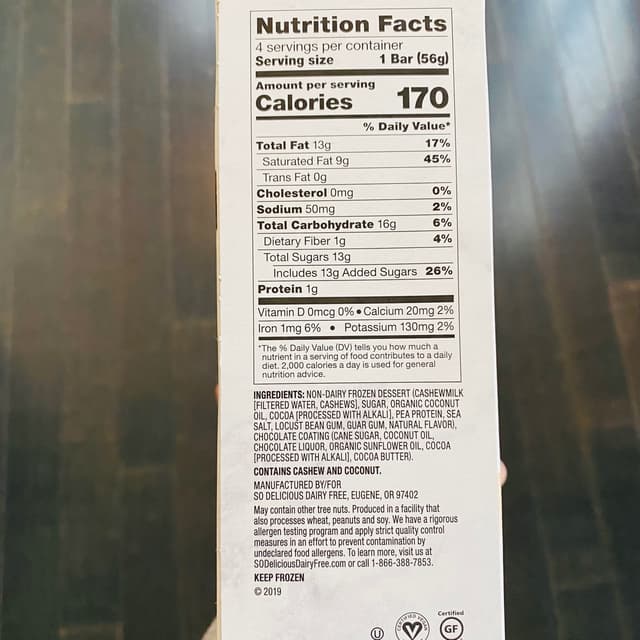 Nutrition Facts
4 servings per container
Serving size 1 Bar (56g)
Amount per serving
Calories 170
% Daily Value*
Total Fat 13g 17%
Saturated Fat 9g 45%
Trans Fat 0g
Cholesterol 0mg 0%
Sodium 50mg 2%
Total Carbohydrate 16g 6%
Dietary Fiber 1g 4%
Total Sugars 13g
Includes 13g Added Sugars 26%
Protein 1g
Vitamin D 0mcg 0% • Calcium 20mg 2%
Iron 1mg 6% • Potassium 130mg 2%
*The % Daily Value (DV) tells you how much a
nutrient in a serving of food contributes to a daily
diet. 2,000 calories a day is used for general
nutrition advice.
INGREDIENTS: NON-DAIRY FROZEN DESSERT (CASHEWMILK
[FILTERED WATER, CASHEWS], SUGAR, ORGANIC COCONUT
OIL, COCOA [PROCESSED WITH ALKALI], PEA PROTEIN, SEA
SALT, LOCUST BEAN GUM, GUAR GUM, NATURAL FLAVOR),
CHOCOLATE COATING (CANE SUGAR, COCONUT OIL,
CHOCOLATE LIQUOR, ORGANIC SUNFLOWER OIL, COCOA
[PROCESSED WITH ALKALI], COCOA BUTTER).
CONTAINS CASHEW AND COCONUT.
MANUFACTURED BY/FOR
SO DELICIOUS DAIRY FREE, EUGENE, OR 97402
May contain other tree nuts. Produced in a facility that
also processes wheat, peanuts and soy. We have a rigorous
allergen testing program and apply strict quality control
measures in an effort to prevent contamination by
undeclared food allergens. To learn more, visit us at
SODeliciousDairyFree.com or call 1-866-388-7853.
KEEP FROZEN
© 2019
U
CERTIFIED VEGAN
Certified
GF